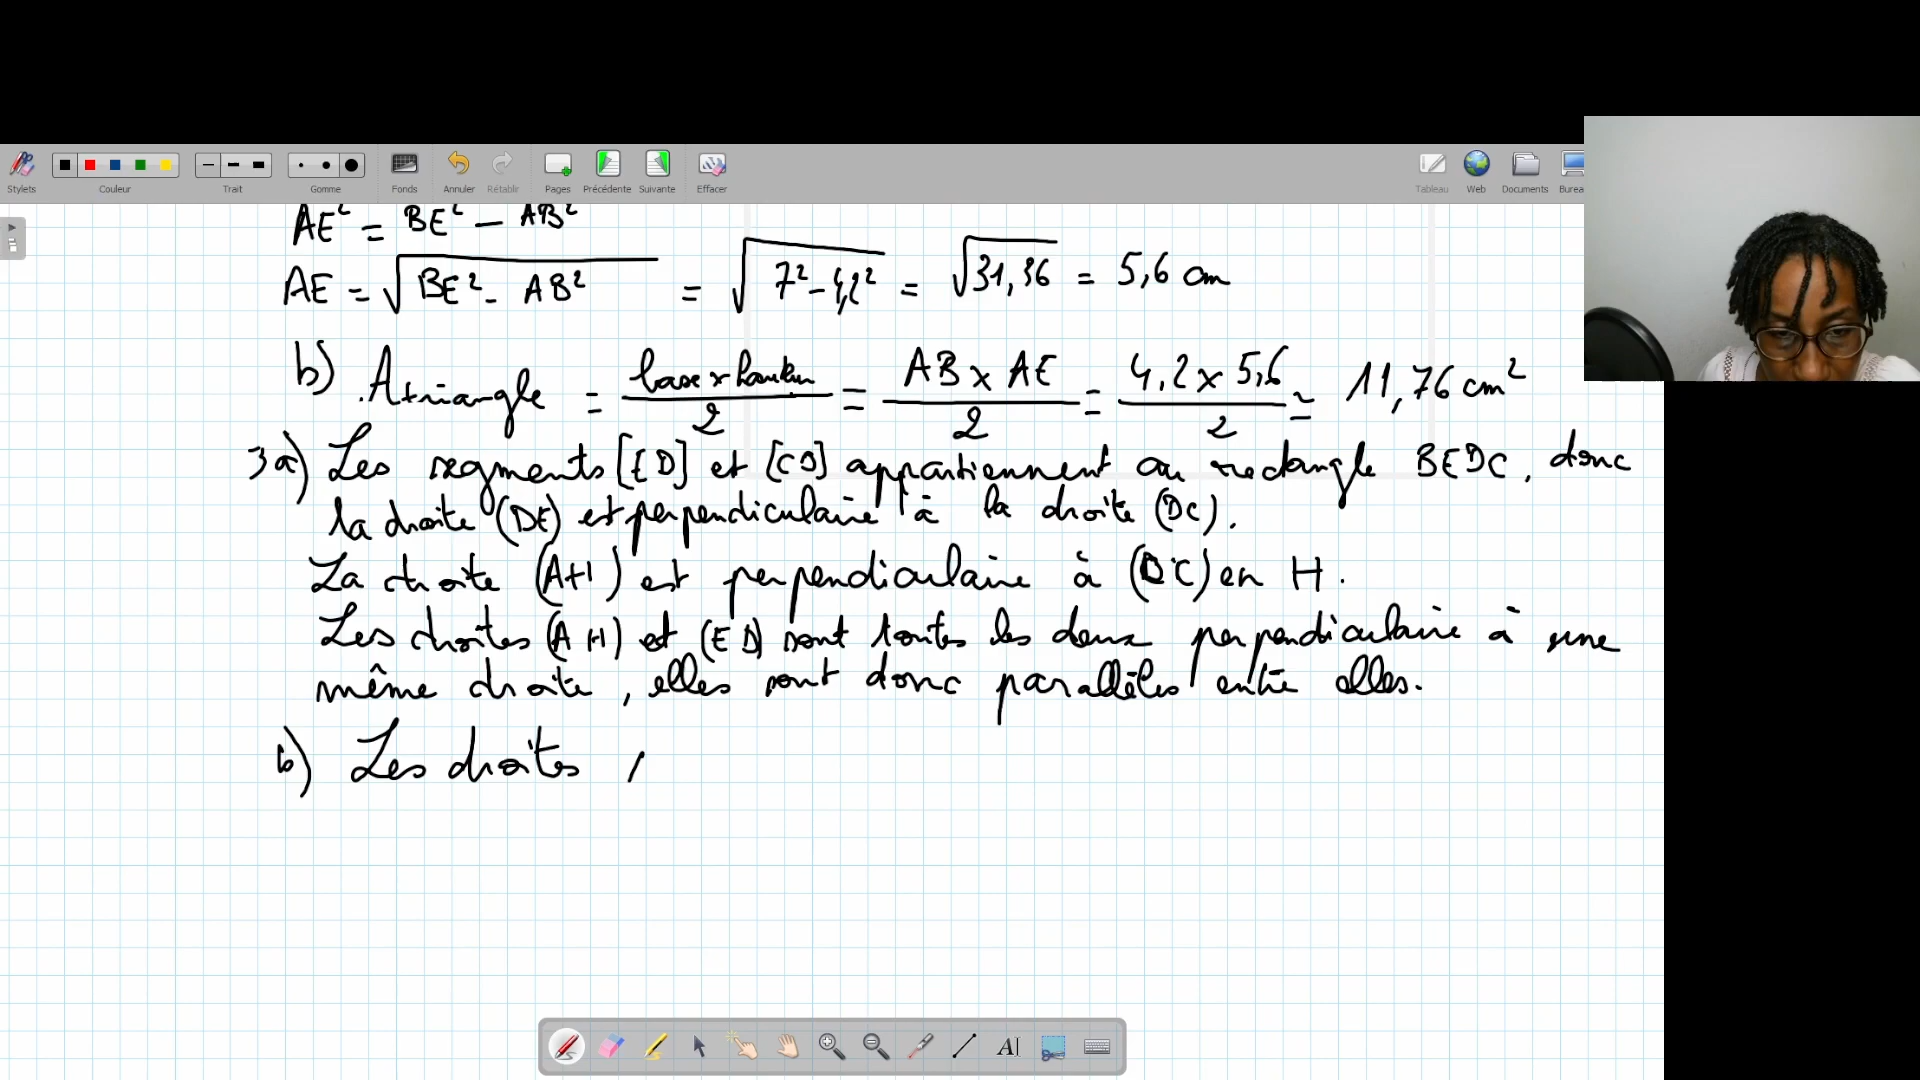 Stylets
Couleur
Trait
Gomme
Fonds
Annuler
Rétablir
Pages
Précédente
Suivante
Effacer
Tableau
Web
Documents
Burea
AE² = BE² - AB²
AE = √BE² - AB² = √7² - 4,2² = √31,36 = 5,6 cm
b) Atriangle = base x hauteur / 2 = AB x AE / 2 = 4,2 x 5,6 / 2 = 11,76 cm²
3a) Les segments [ED] et [CD] appartiennent au rectangle BEDC, donc
la droite (DE) est perpendiculaire à la droite (DC).
La droite (AH) est perpendiculaire à (DC) en H.
Les droites (AH) et (ED) sont toutes les deux perpendiculaire à une
même droite, elles sont donc parallèles entre elles.
b) Les droites (
AI